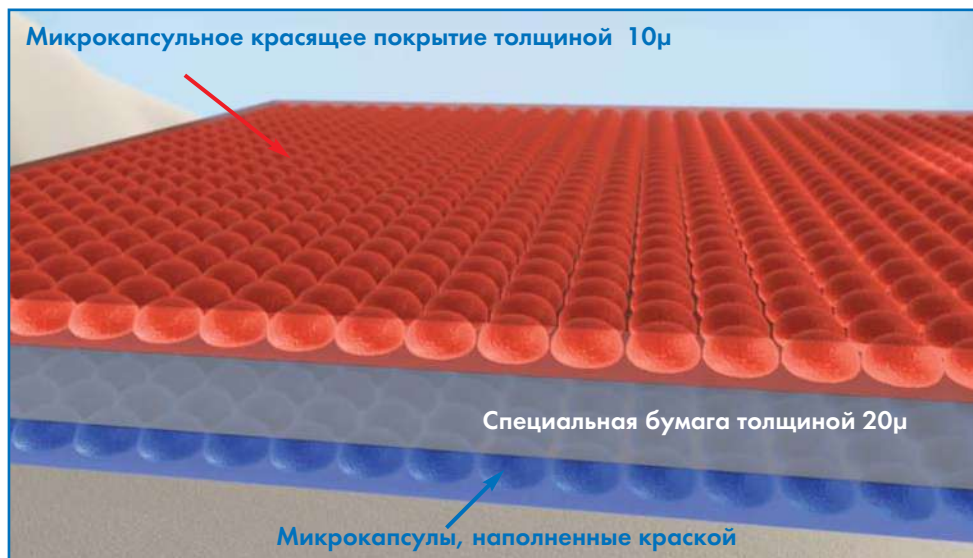 Микрокапсульное красящее покрытие толщиной 10µ
Специальная бумага толщиной 20µ
Микрокапсулы, наполненные краской